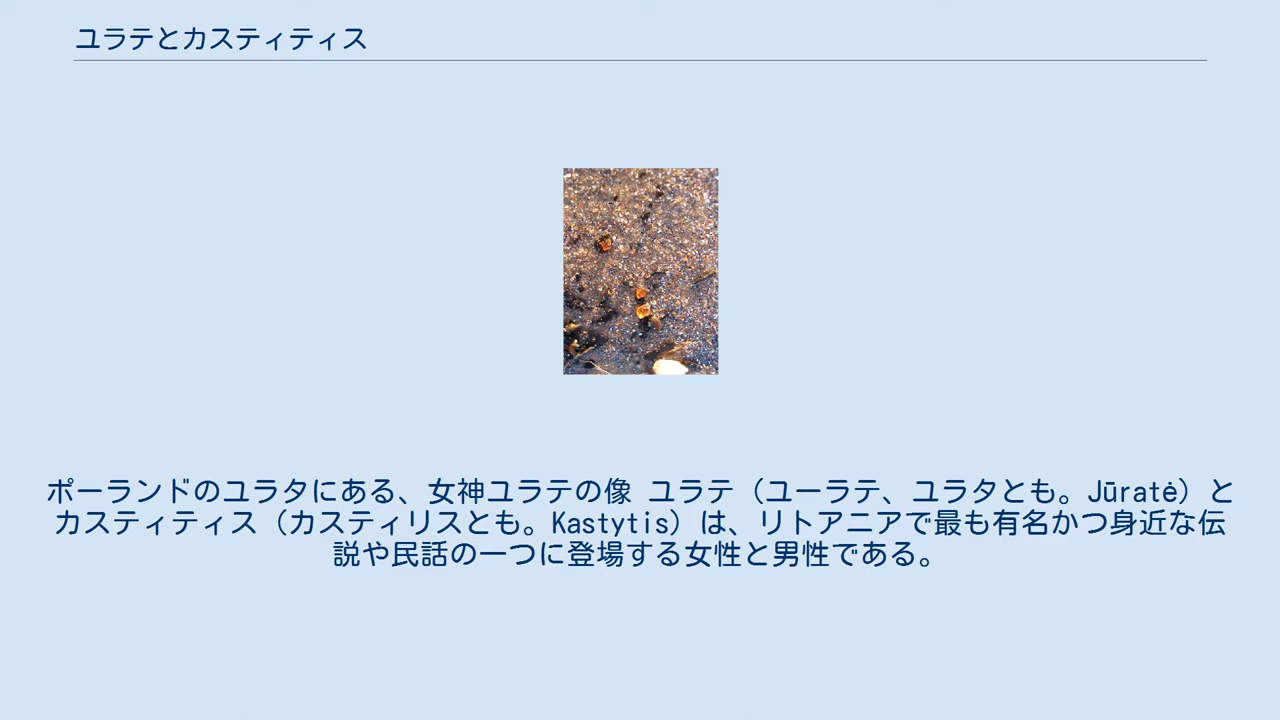 ユラテとカスティティス
ポーランドのユラタにある、女神ユラテの像 ユラテ（ユーラテ、ユラタとも。Jūratė）と
カスティティス（カスティリスとも。Kastytis）は、リトアニアで最も有名かつ身近な伝
説や民話の一つに登場する女性と男性である。